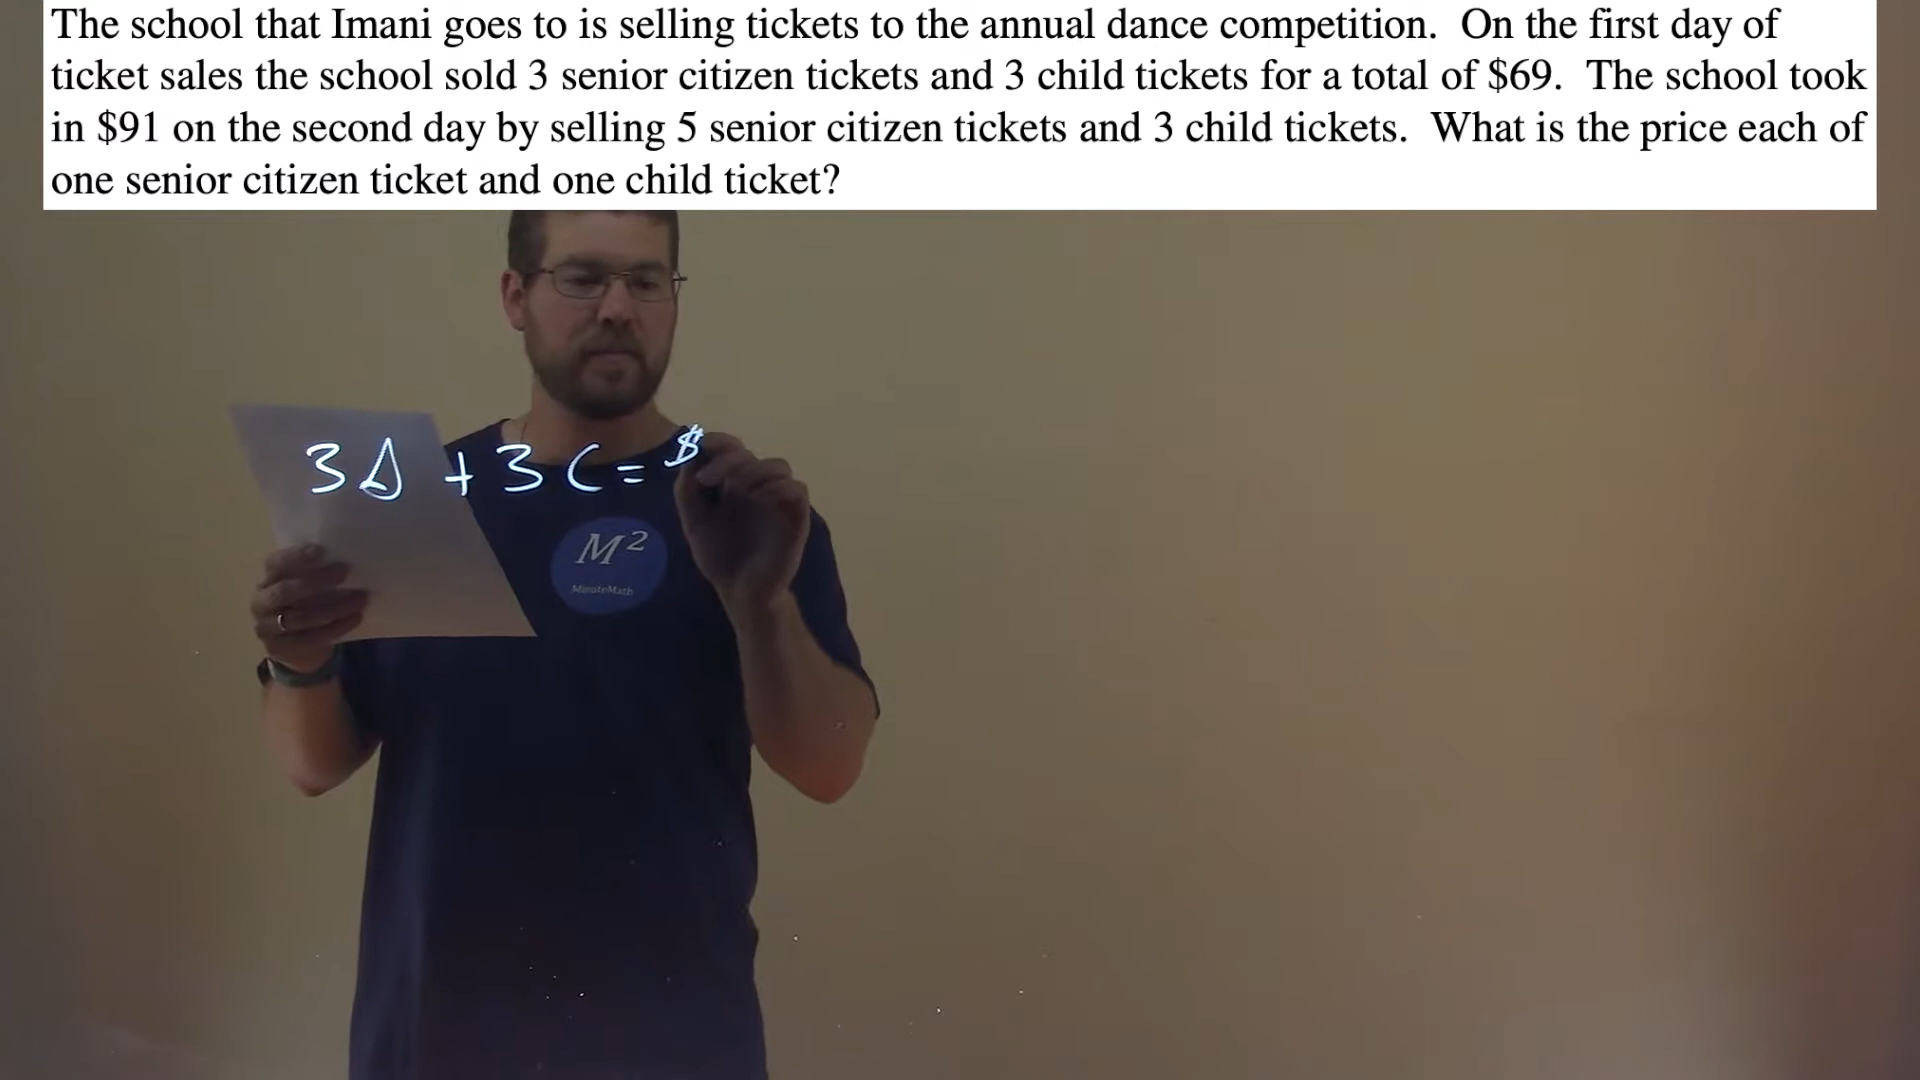 The school that Imani goes to is selling tickets to the annual dance competition. On the first day of
ticket sales the school sold 3 senior citizen tickets and 3 child tickets for a total of $69. The school took
in $91 on the second day by selling 5 senior citizen tickets and 3 child tickets. What is the price each of
one senior citizen ticket and one child ticket?
3s + 3c = $
M²
MinuteMath